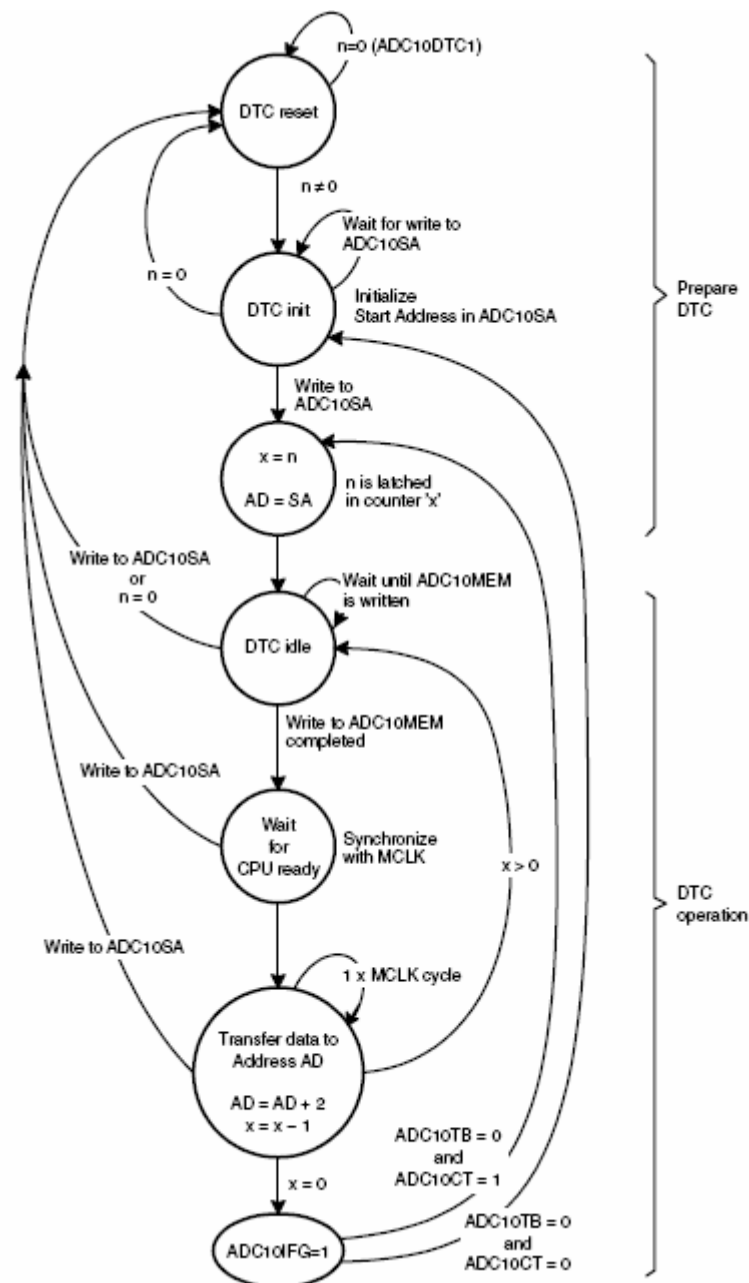 n=0 (ADC10DTC1)
DTC reset
n ≠ 0
Wait for write to
ADC10SA
n = 0
DTC init
Initialize
Start Address in ADC10SA
Prepare
DTC
Write to
ADC10SA
x = n
AD = SA
n is latched
in counter 'x'
Write to ADC10SA
or
n = 0
Wait until ADC10MEM
is written
DTC idle
Write to ADC10MEM
completed
Write to ADC10SA
Wait
for
CPU ready
Synchronize
with MCLK
x > 0
DTC
operation
Write to ADC10SA
1 x MCLK cycle
Transfer data to
Address AD
AD = AD + 2
x = x – 1
x = 0
ADC10TB = 0
and
ADC10CT = 1
ADC10IFG=1
ADC10TB = 0
and
ADC10CT = 0